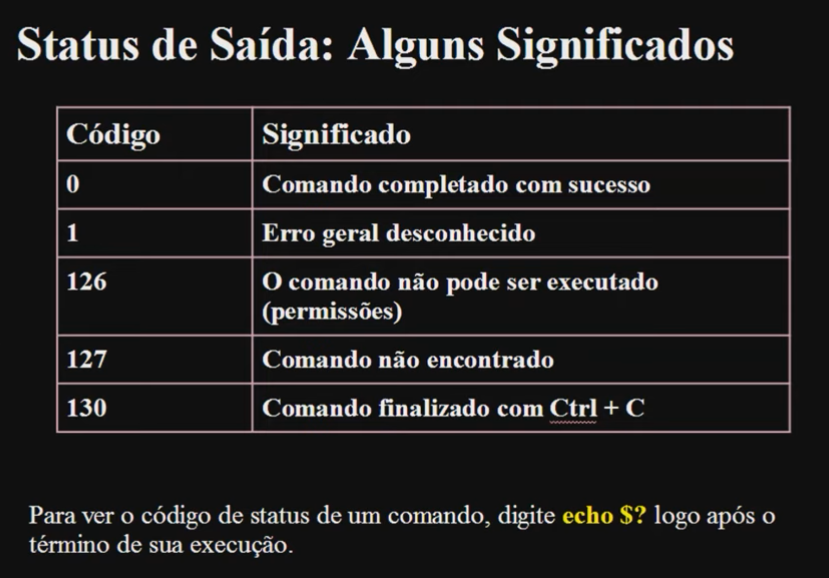 Status de Saída: Alguns Significados
Código Significado
0 Comando completado com sucesso
1 Erro geral desconhecido
126 O comando não pode ser executado
(permissões)
127 Comando não encontrado
130 Comando finalizado com Ctrl + C
Para ver o código de status de um comando, digite echo $? logo após o
término de sua execução.